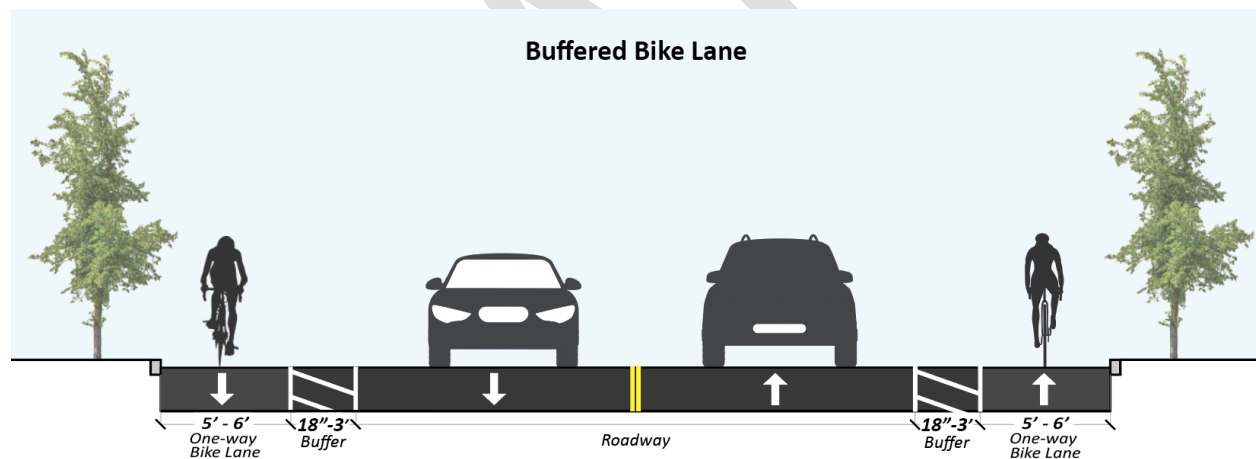 Buffered Bike Lane
5’ - 6’
One-way
Bike Lane
18”-3’
Buffer
Roadway
18”-3’
Buffer
5’ - 6’
One-way
Bike Lane